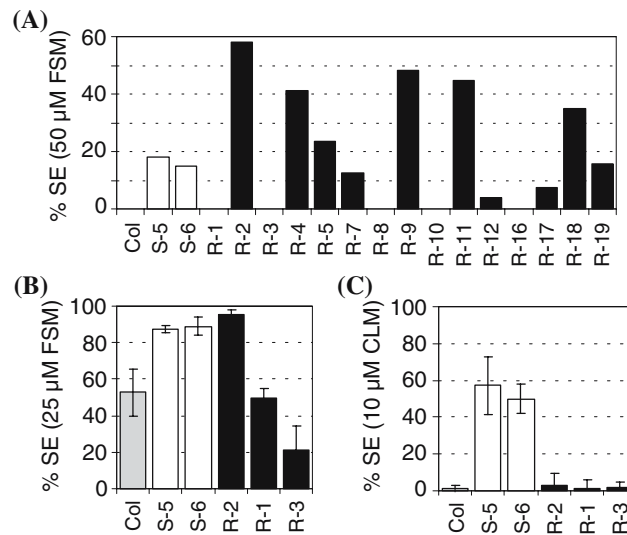 (A)
% SE (50 µM FSM)
60
40
20
0
Col S-5 S-6 R-1 R-2 R-3 R-4 R-5 R-7 R-8 R-9 R-10 R-11 R-12 R-16 R-17 R-18 R-19
(B)
% SE (25 µM FSM)
100
80
60
40
20
0
Col S-5 S-6 R-2 R-1 R-3
(C)
% SE (10 µM CLM)
100
80
60
40
20
0
Col S-5 S-6 R-2 R-1 R-3